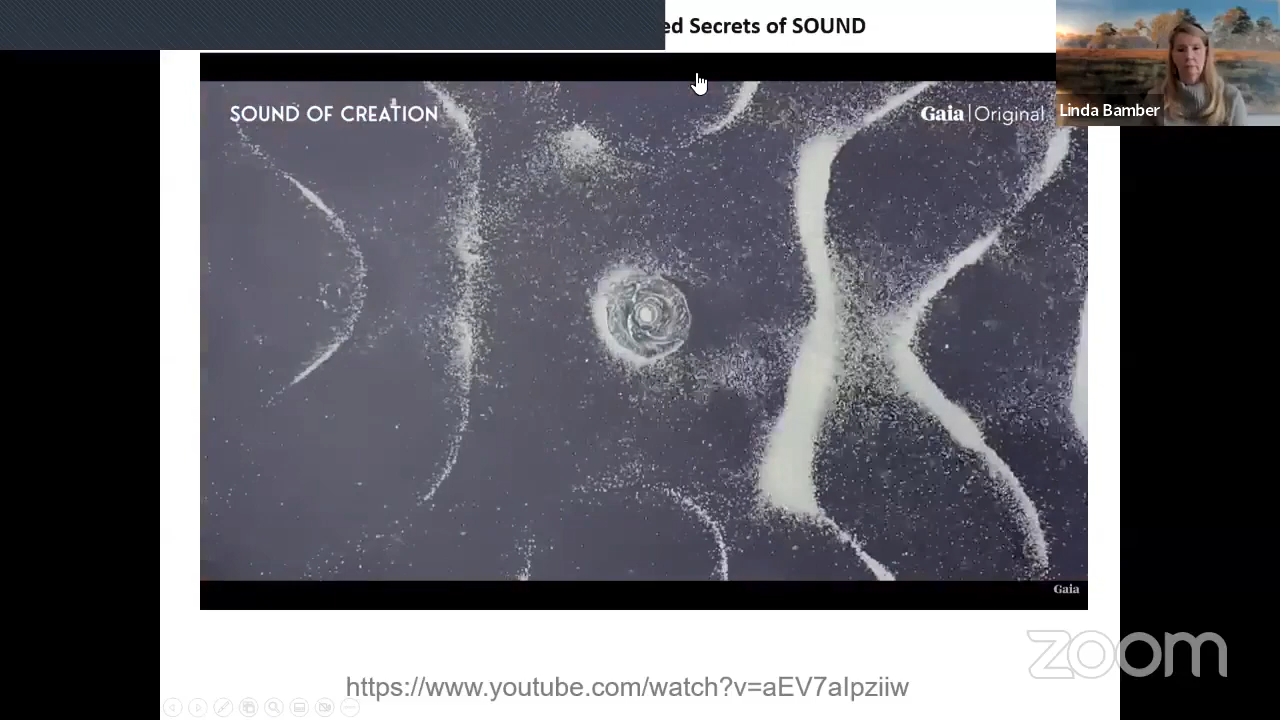 ed Secrets of SOUND
SOUND OF CREATION
Gaia|Original
Linda Bamber
Gaia
zoom
https://www.youtube.com/watch?v=aEV7aIpziiw